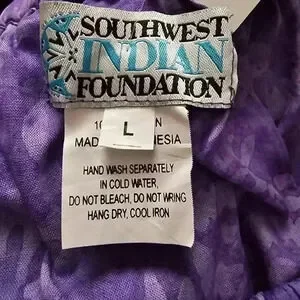 SOUTHWEST
INDIAN
FOUNDATION
L
HAND WASH SEPARATELY
IN COLD WATER,
DO NOT BLEACH, DO NOT WRING
HANG DRY, COOL IRON